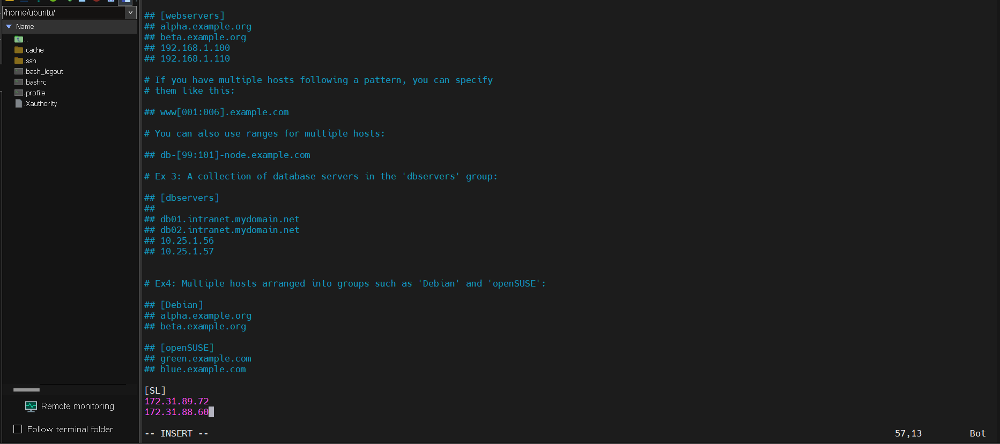 /home/ubuntu/
Name
..
.cache
.ssh
.bash_logout
.bashrc
.profile
.Xauthority
Remote monitoring
Follow terminal folder
## [webservers]
## alpha.example.org
## beta.example.org
## 192.168.1.100
## 192.168.1.110
# If you have multiple hosts following a pattern, you can specify
# them like this:
## www[001:006].example.com
# You can also use ranges for multiple hosts:
## db-[99:101]-node.example.com
# Ex 3: A collection of database servers in the 'dbservers' group:
## [dbservers]
##
## db01.intranet.mydomain.net
## db02.intranet.mydomain.net
## 10.25.1.56
## 10.25.1.57
# Ex4: Multiple hosts arranged into groups such as 'Debian' and 'openSUSE':
## [Debian]
## alpha.example.org
## beta.example.org
## [openSUSE]
## green.example.com
## blue.example.com
[SL]
172.31.89.72
172.31.88.60
-- INSERT --
57,13
Bot